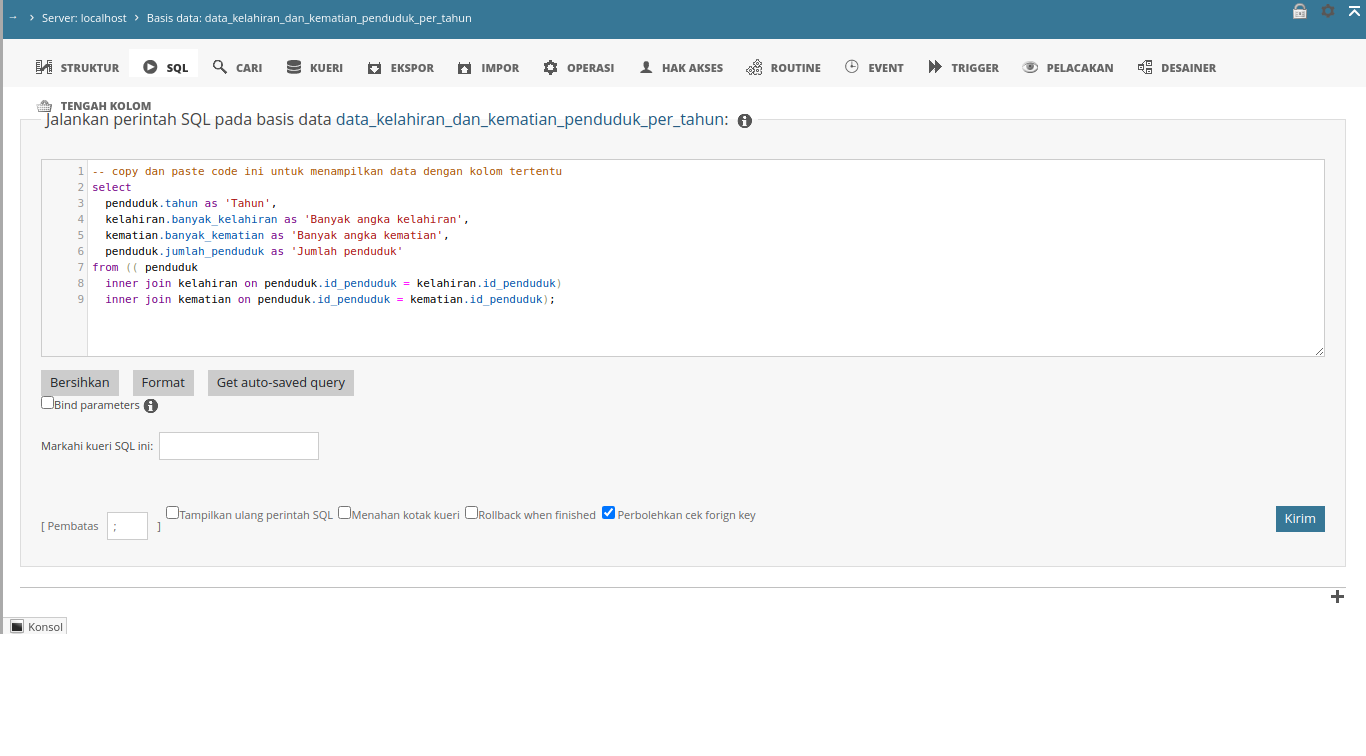 → › Server: localhost › Basis data: data_kelahiran_dan_kematian_penduduk_per_tahun
STRUKTUR SQL CARI KUERI EKSPOR IMPOR OPERASI HAK AKSES ROUTINE EVENT TRIGGER PELACAKAN DESAINER
TENGAH KOLOM
Jalankan perintah SQL pada basis data data_kelahiran_dan_kematian_penduduk_per_tahun:
1 -- copy dan paste code ini untuk menampilkan data dengan kolom tertentu
2 select
3 penduduk.tahun as 'Tahun',
4 kelahiran.banyak_kelahiran as 'Banyak angka kelahiran',
5 kematian.banyak_kematian as 'Banyak angka kematian',
6 penduduk.jumlah_penduduk as 'Jumlah penduduk'
7 from (( penduduk
8 inner join kelahiran on penduduk.id_penduduk = kelahiran.id_penduduk)
9 inner join kematian on penduduk.id_penduduk = kematian.id_penduduk);
Bersihkan Format Get auto-saved query
Bind parameters
Markahi kueri SQL ini:
[ Pembatas ; ] Tampilkan ulang perintah SQL Menahan kotak kueri Rollback when finished Perbolehkan cek forign key
Kirim
Konsol